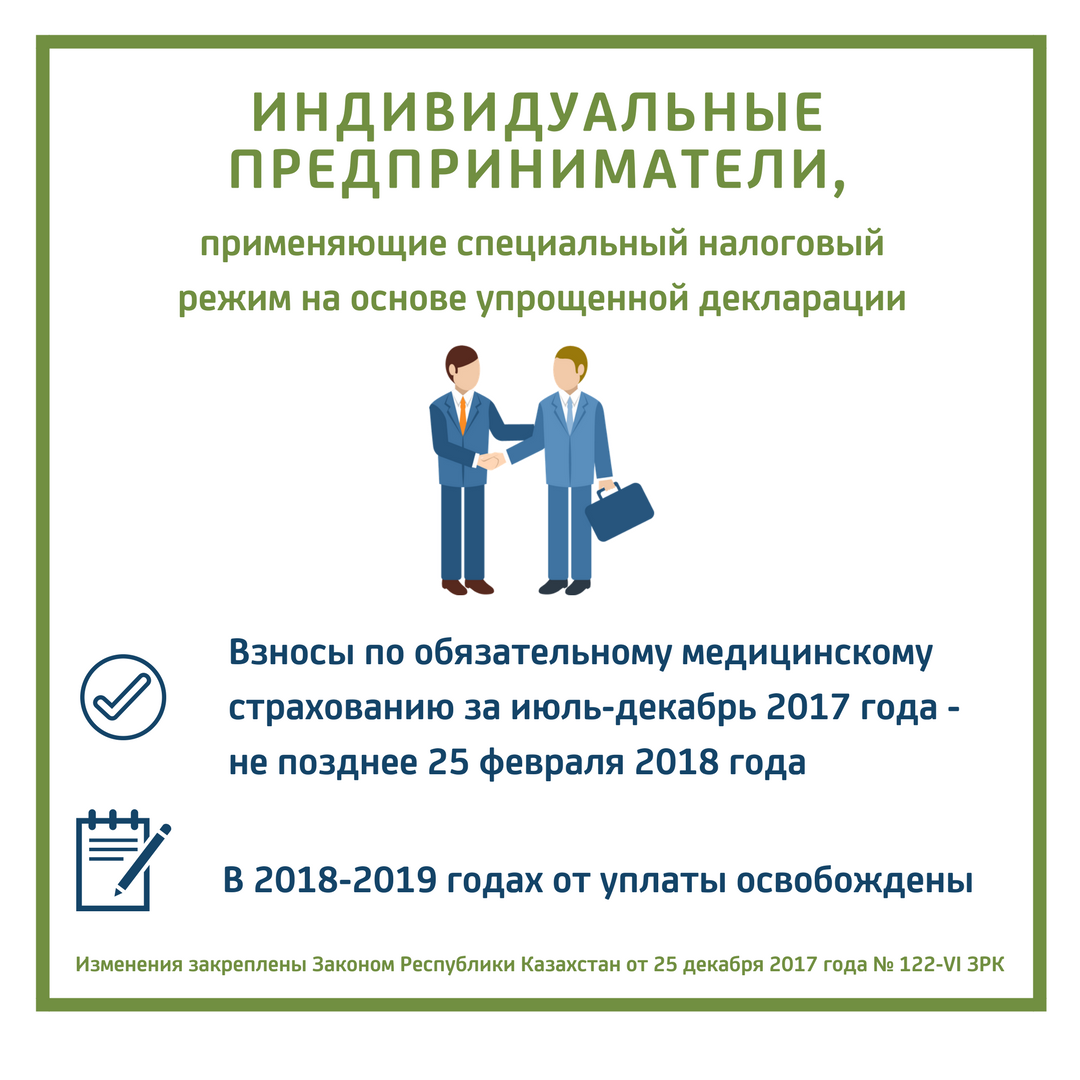 ИНДИВИДУАЛЬНЫЕ
ПРЕДПРИНИМАТЕЛИ,
применяющие специальный налоговый
режим на основе упрощенной декларации
Взносы по обязательному медицинскому
страхованию за июль-декабрь 2017 года -
не позднее 25 февраля 2018 года
В 2018-2019 годах от уплаты освобождены
Изменения закреплены Законом Республики Казахстан от 25 декабря 2017 года № 122-VI ЗРК